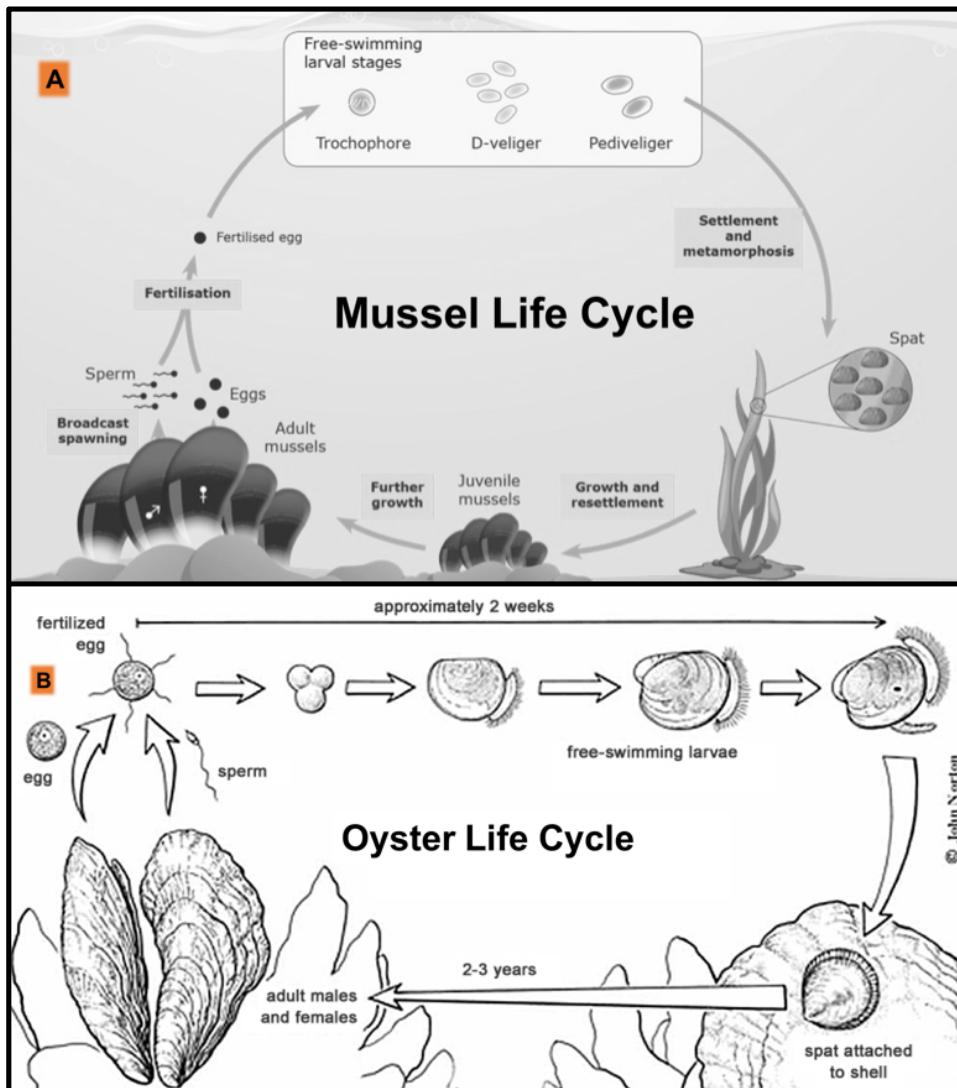 A
Free-swimming
larval stages
Trochophore
D-veliger
Pediveliger
Settlement
and
metamorphosis
Fertilised egg
Fertilisation
Mussel Life Cycle
Spat
Sperm
Eggs
Broadcast
spawning
Adult
mussels
Further
growth
Juvenile
mussels
Growth and
resettlement
approximately 2 weeks
fertilized
egg
B
egg
sperm
free-swimming larvae
© John Norton
Oyster Life Cycle
2-3 years
adult males
and females
spat attached
to shell